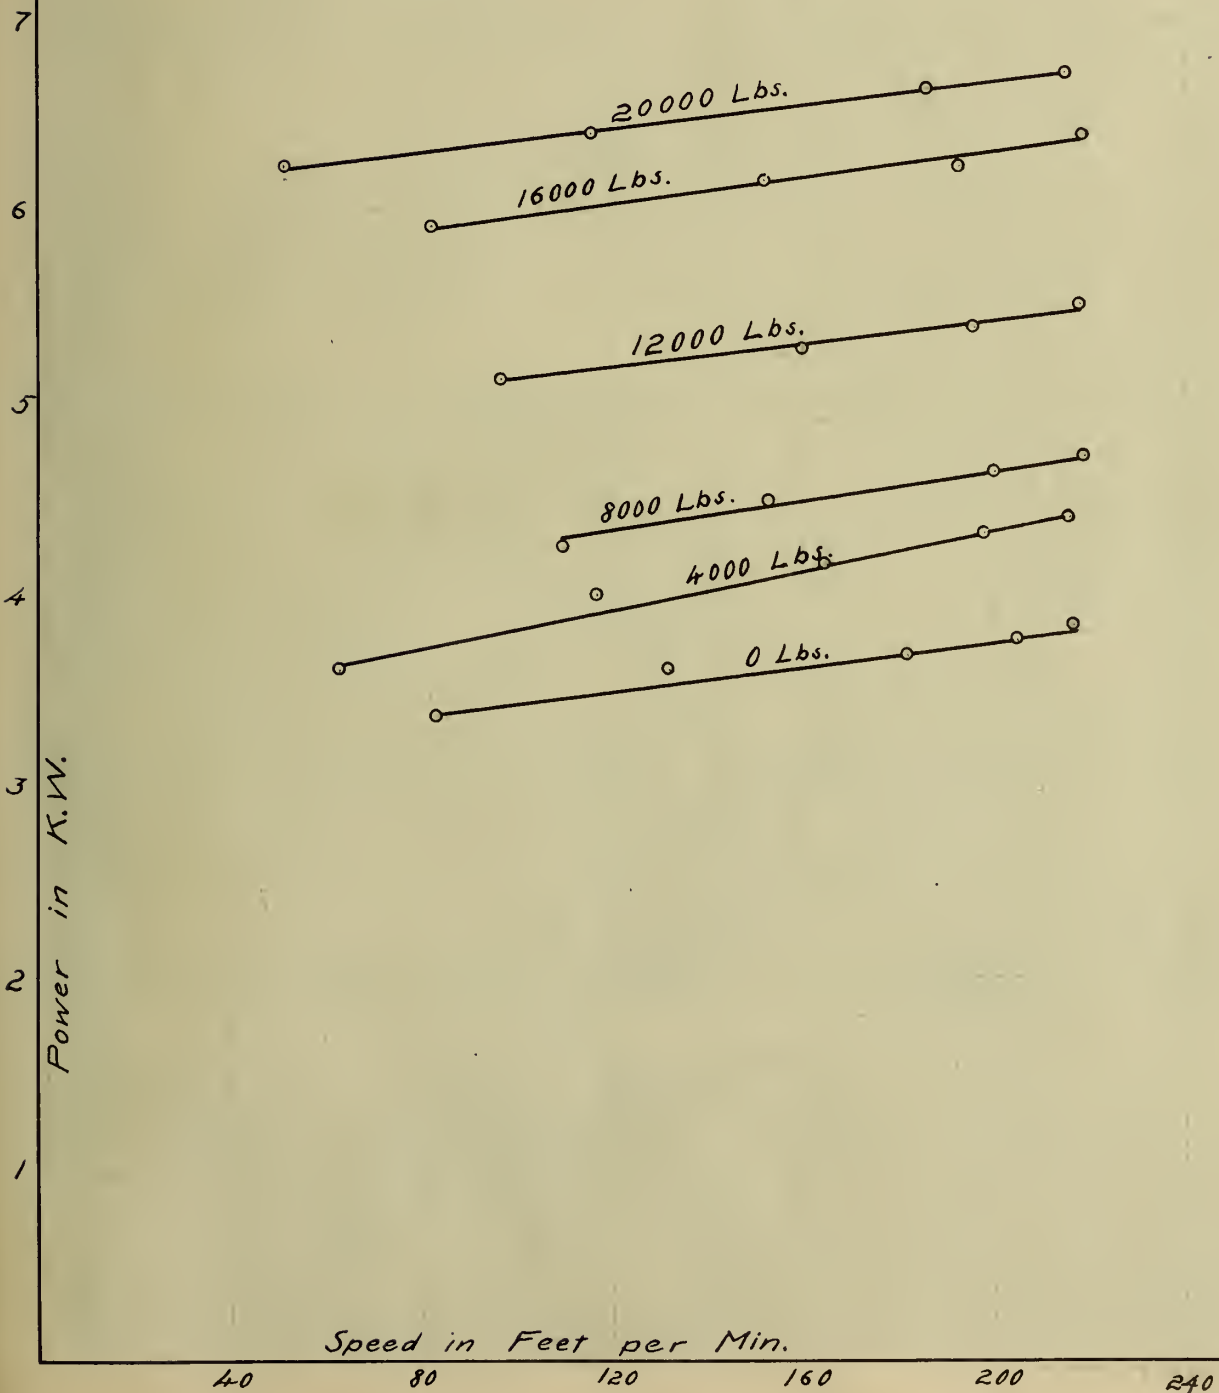 7
20000 Lbs.
16000 Lbs.
6
12000 Lbs.
5
8000 Lbs.
4000 Lbs.
4
0 Lbs.
3
Power in K.W.
2
1
Speed in Feet per Min.
40 80 120 160 200 240